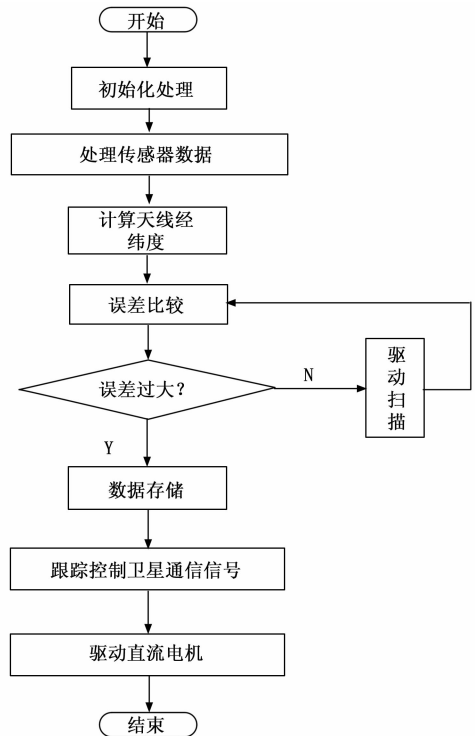 开始
初始化处理
处理传感器数据
计算天线经
纬度
误差比较
误差过大?
N
驱
动
扫
描
Y
数据存储
跟踪控制卫星通信信号
驱动直流电机
结束